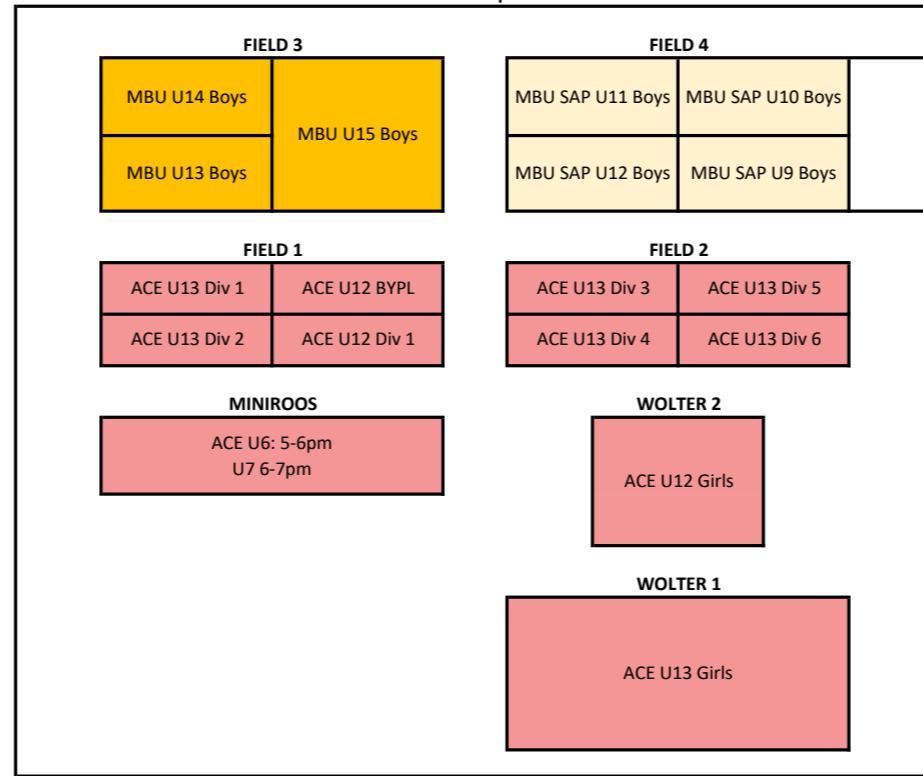 FIELD 3
MBU U14 Boys
MBU U15 Boys
MBU U13 Boys
FIELD 4
MBU SAP U11 Boys
MBU SAP U10 Boys
MBU SAP U12 Boys
MBU SAP U9 Boys
FIELD 1
ACE U13 Div 1
ACE U12 BYPL
ACE U13 Div 2
ACE U12 Div 1
FIELD 2
ACE U13 Div 3
ACE U13 Div 5
ACE U13 Div 4
ACE U13 Div 6
MINIROOS
ACE U6: 5-6pm
U7 6-7pm
WOLTER 2
ACE U12 Girls
WOLTER 1
ACE U13 Girls